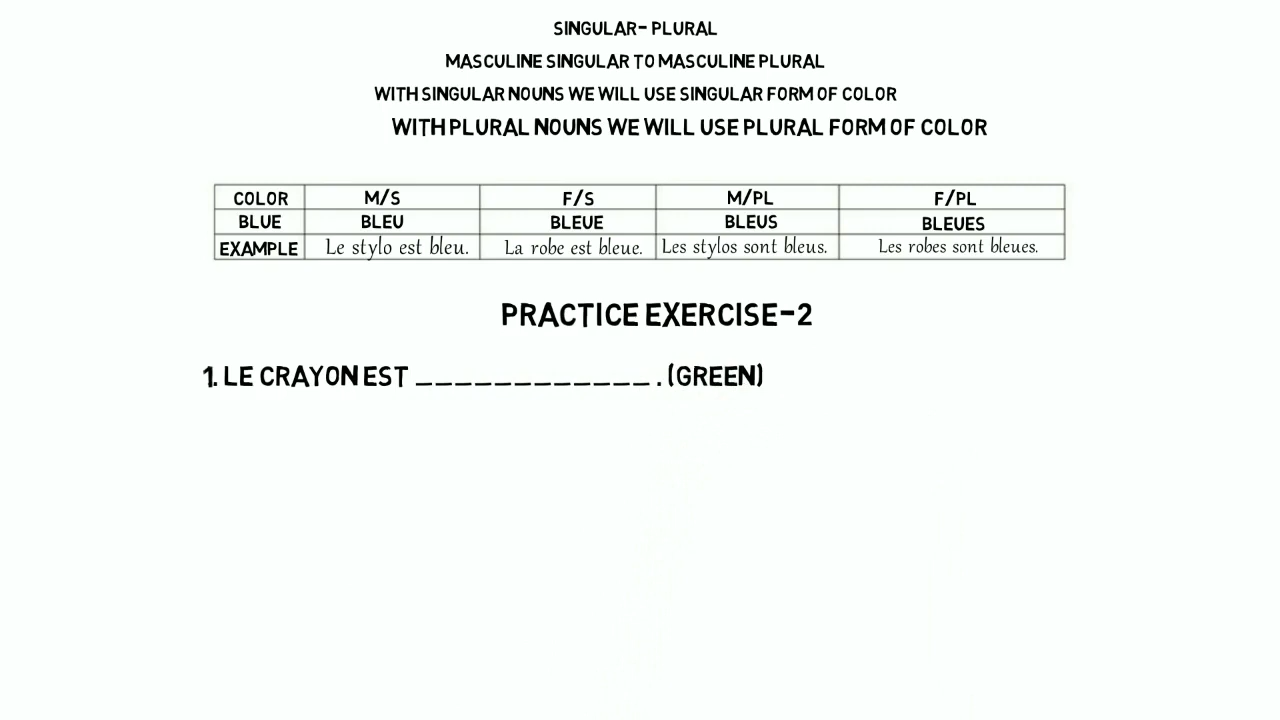 SINGULAR- PLURAL
MASCULINE SINGULAR TO MASCULINE PLURAL
WITH SINGULAR NOUNS WE WILL USE SINGULAR FORM OF COLOR
WITH PLURAL NOUNS WE WILL USE PLURAL FORM OF COLOR
COLOR M/S F/S M/PL F/PL
BLUE BLEU BLEUE BLEUS BLEUES
EXAMPLE Le stylo est bleu. La robe est bleue. Les stylos sont bleus. Les robes sont bleues.
PRACTICE EXERCISE-2
1. LE CRAYON EST ____________ . (GREEN)